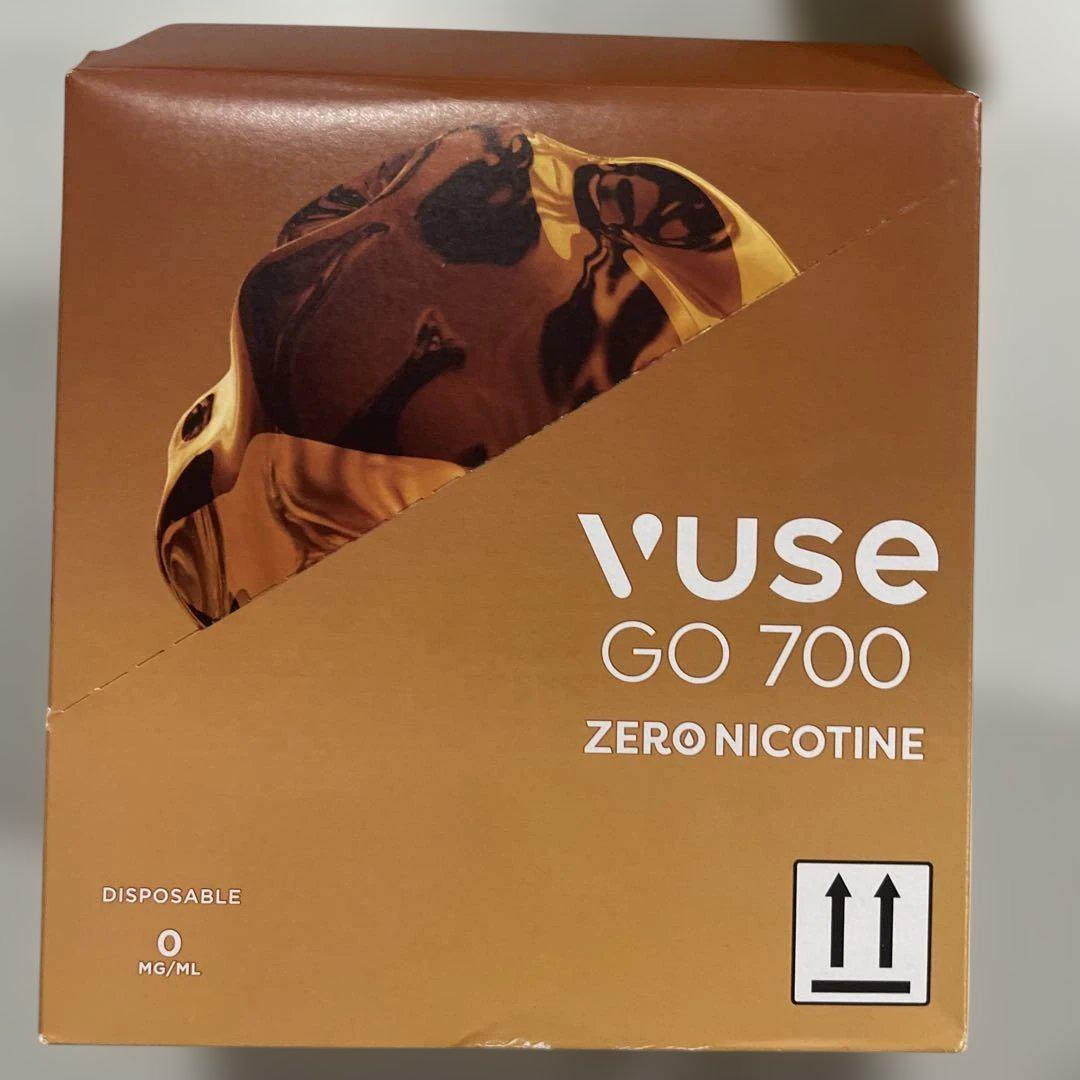 vuse
GO 700
ZERO NICOTINE
DISPOSABLE
0
MG/ML